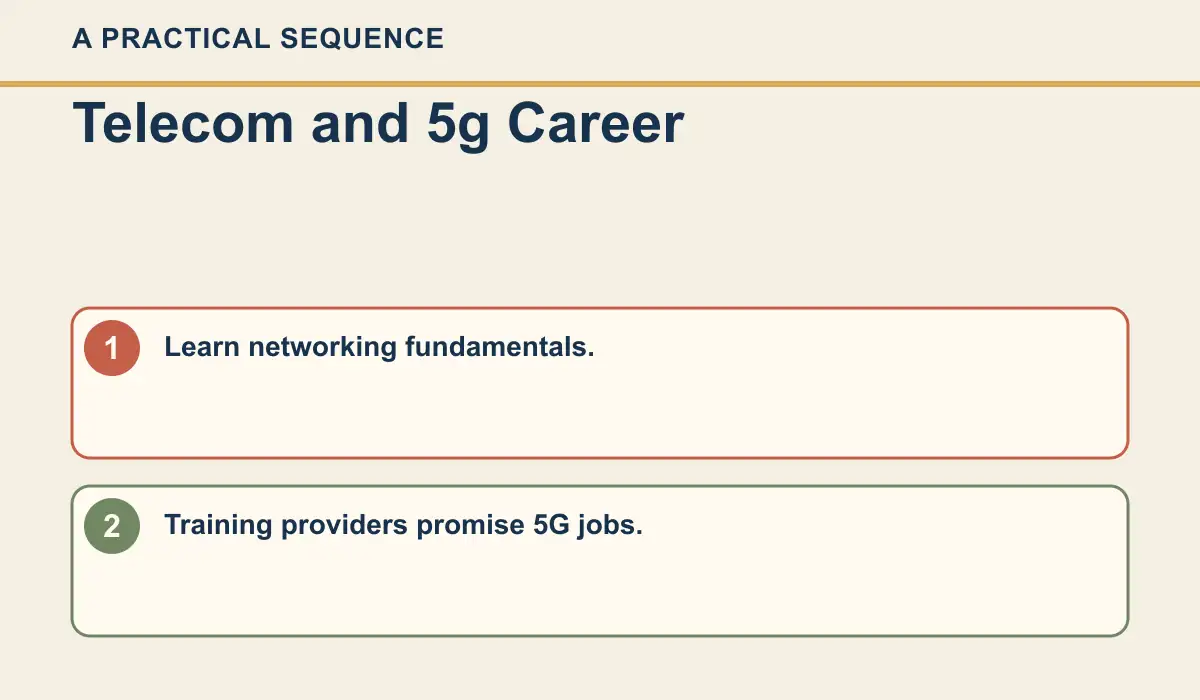 A PRACTICAL SEQUENCE
Telecom and 5g Career
1 Learn networking fundamentals.
2 Training providers promise 5G jobs.